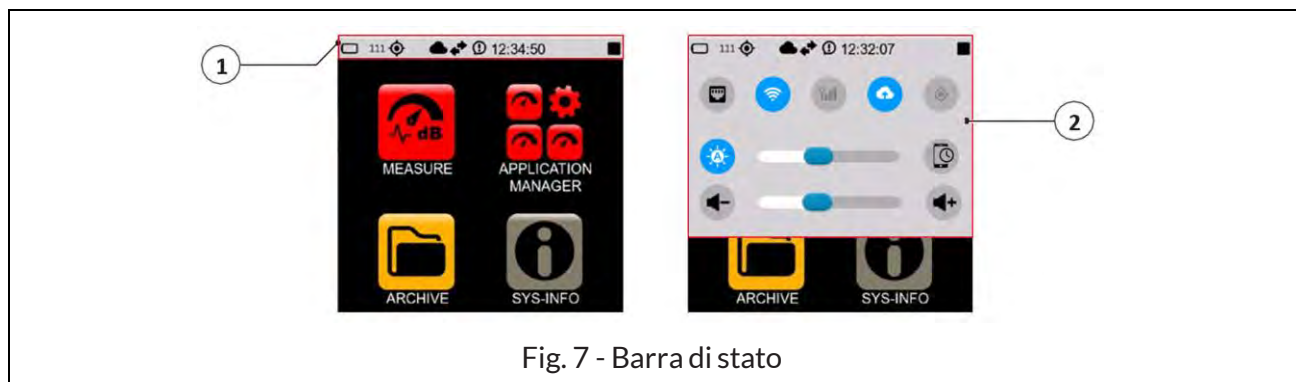 1
111 12:34:50
dB
MEASURE
APPLICATION
MANAGER
ARCHIVE
SYS-INFO
111 12:32:07
A
ARCHIVE
SYS-INFO
2
Fig. 7 - Barra di stato